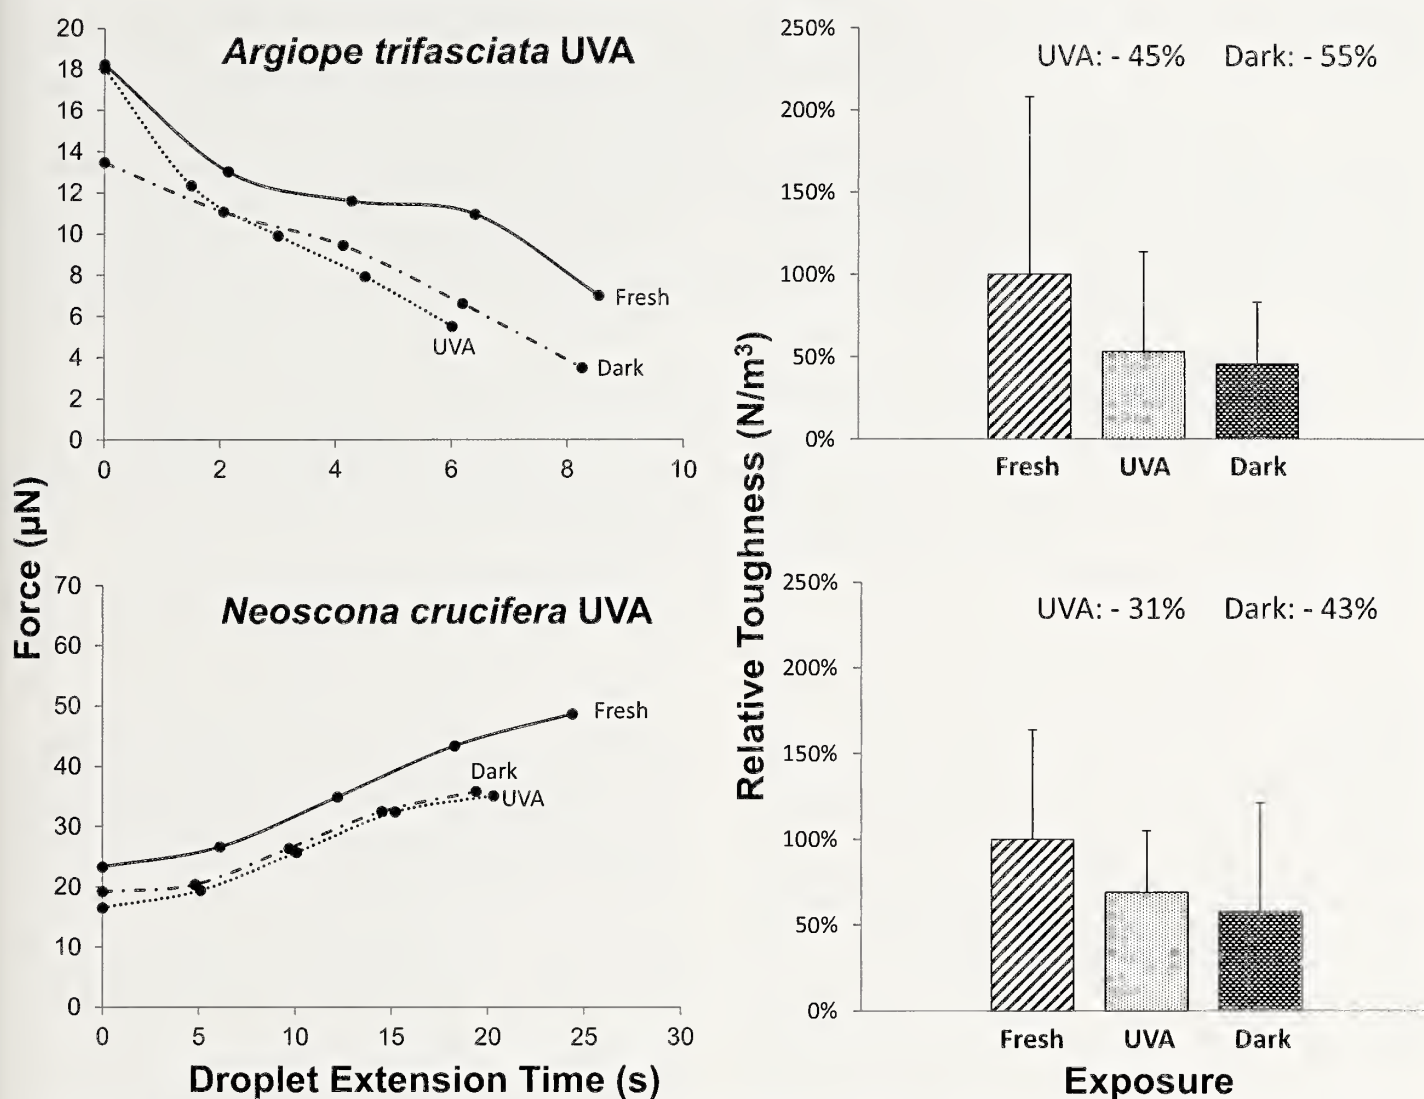 Argiope trifasciata UVA
20
18
16
14
12
10
8
6
4
2
0
0 2 4 6 8 10
Fresh
UVA
Dark
250%
200%
150%
100%
50%
0%
UVA: - 45% Dark: - 55%
Fresh UVA Dark
Force (µN)
Relative Toughness (N/m³)
Neoscona crucifera UVA
70
60
50
40
30
20
10
0
0 5 10 15 20 25 30
Fresh
Dark
UVA
Droplet Extension Time (s)
250%
200%
150%
100%
50%
0%
UVA: - 31% Dark: - 43%
Fresh UVA Dark
Exposure